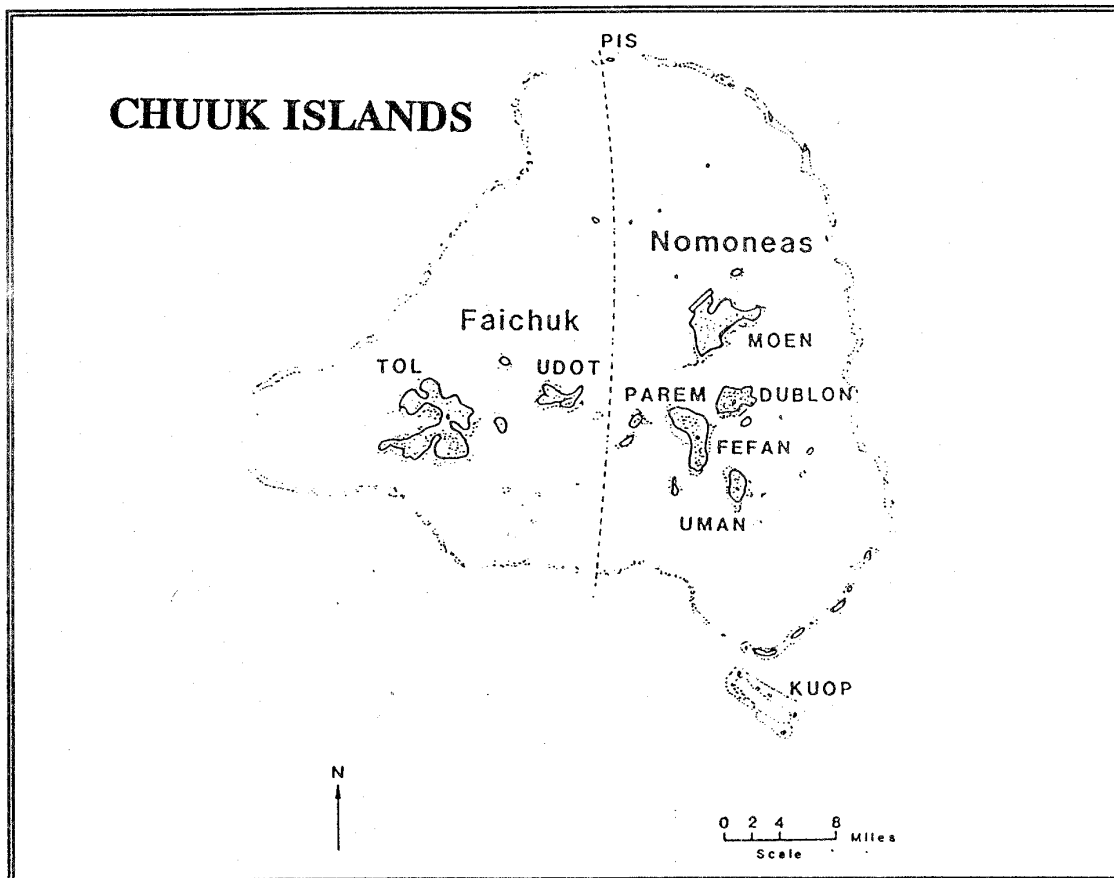 PIS
CHUUK ISLANDS
Nomoneas
Faichuk
MOEN
TOL
UDOT
PAREM
DUBLON
FEFAN
UMAN
KUOP
N
0 2 4 8 Miles
Scale